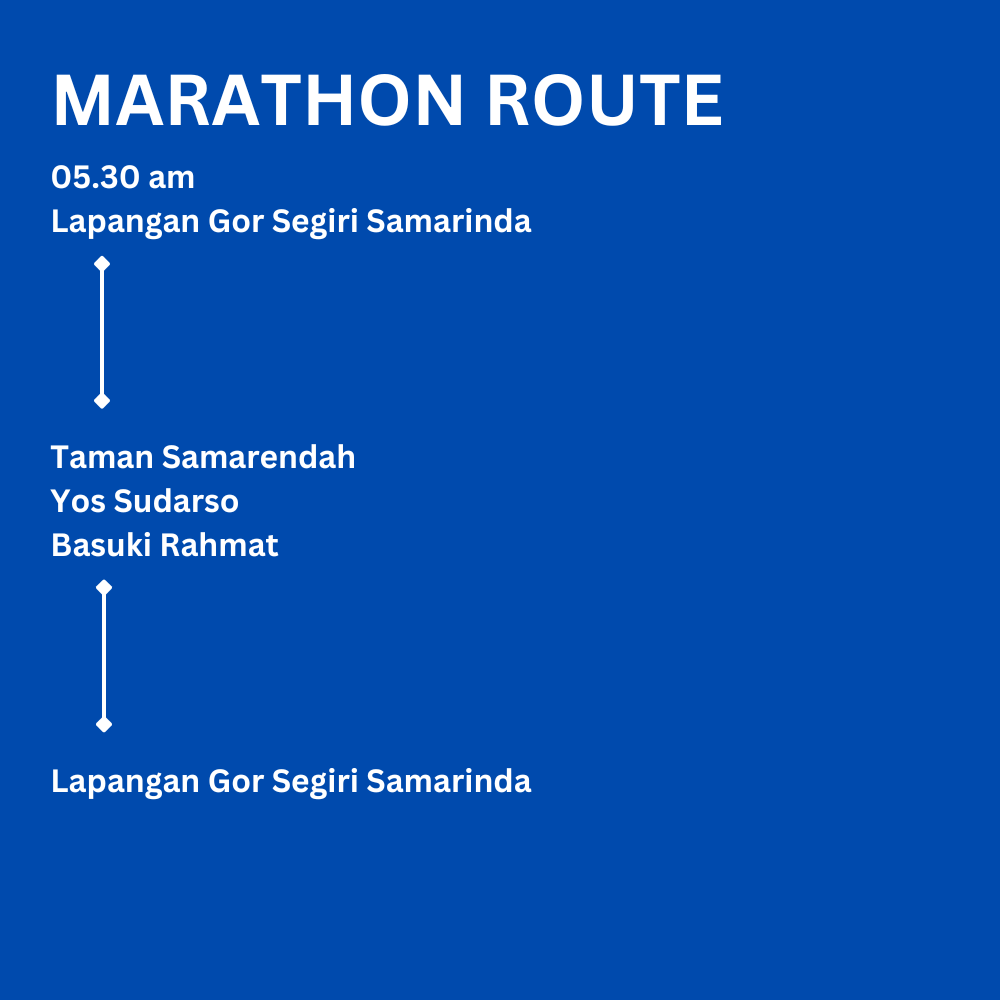 MARATHON ROUTE
05.30 am
Lapangan Gor Segiri Samarinda
Taman Samarendah
Yos Sudarso
Basuki Rahmat
Lapangan Gor Segiri Samarinda